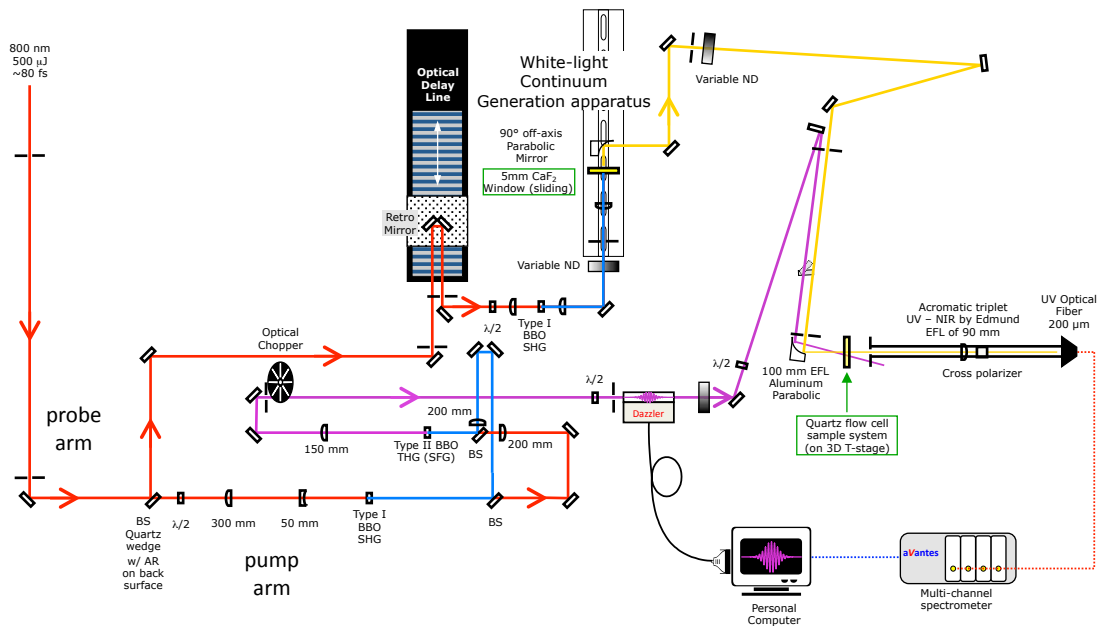 800 nm
500 µJ
~80 fs
Optical
Delay
Line
White-light
Continuum
Generation apparatus
90° off-axis
Parabolic
Mirror
5mm CaF₂
Window (sliding)
Variable ND
Retro
Mirror
Variable ND
λ/2
Type I
BBO
SHG
Optical
Chopper
Acromatic triplet
UV – NIR by Edmund
EFL of 90 mm
UV Optical
Fiber
200 µm
Cross polarizer
100 mm EFL
Aluminum
Parabolic
λ/2
λ/2
Dazzler
Quartz flow cell
sample system
(on 3D T-stage)
probe
arm
200 mm
150 mm
Type II BBO
THG (SFG)
BS
200 mm
BS
Quartz
wedge
w/ AR
on back
surface
λ/2
300 mm
50 mm
Type I
BBO
SHG
BS
pump
arm
aVantes
Multi-channel
spectrometer
Personal
Computer